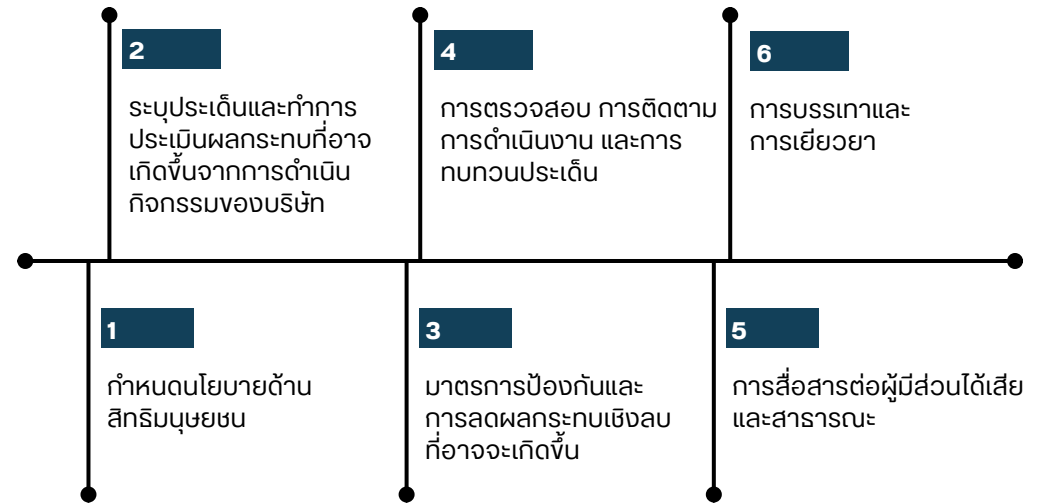 2
ระบุประเด็นและทำการ
ประเมินผลกระทบที่อาจ
เกิดขึ้นจากการดำเนิน
กิจกรรมของบริษัท
4
การตรวจสอบ การติดตาม
การดำเนินงาน และการ
ทบทวนประเด็น
6
การบรรเทาและ
การเยียวยา
1
กำหนดนโยบายด้าน
สิทธิมนุษยชน
3
มาตรการป้องกันและ
การลดผลกระทบเชิงลบ
ที่อาจจะเกิดขึ้น
5
การสื่อสารต่อผู้มีส่วนได้เสีย
และสาธารณะ